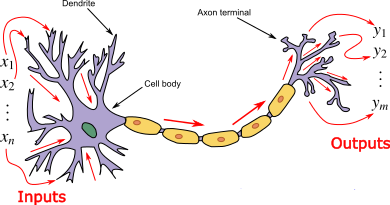 Dendrite
Axon terminal
Cell body
x₁
x₂
⋮
xₙ
Inputs
y₁
y₂
⋮
yₘ
Outputs